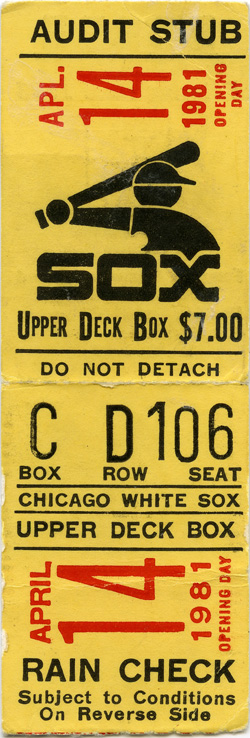 AUDIT STUB
APL. 14 1981
OPENING DAY
SOX
UPPER DECK BOX $7.00
DO NOT DETACH
C D 106
BOX ROW SEAT
CHICAGO WHITE SOX
UPPER DECK BOX
APRIL 14 1981
OPENING DAY
RAIN CHECK
Subject to Conditions
On Reverse Side